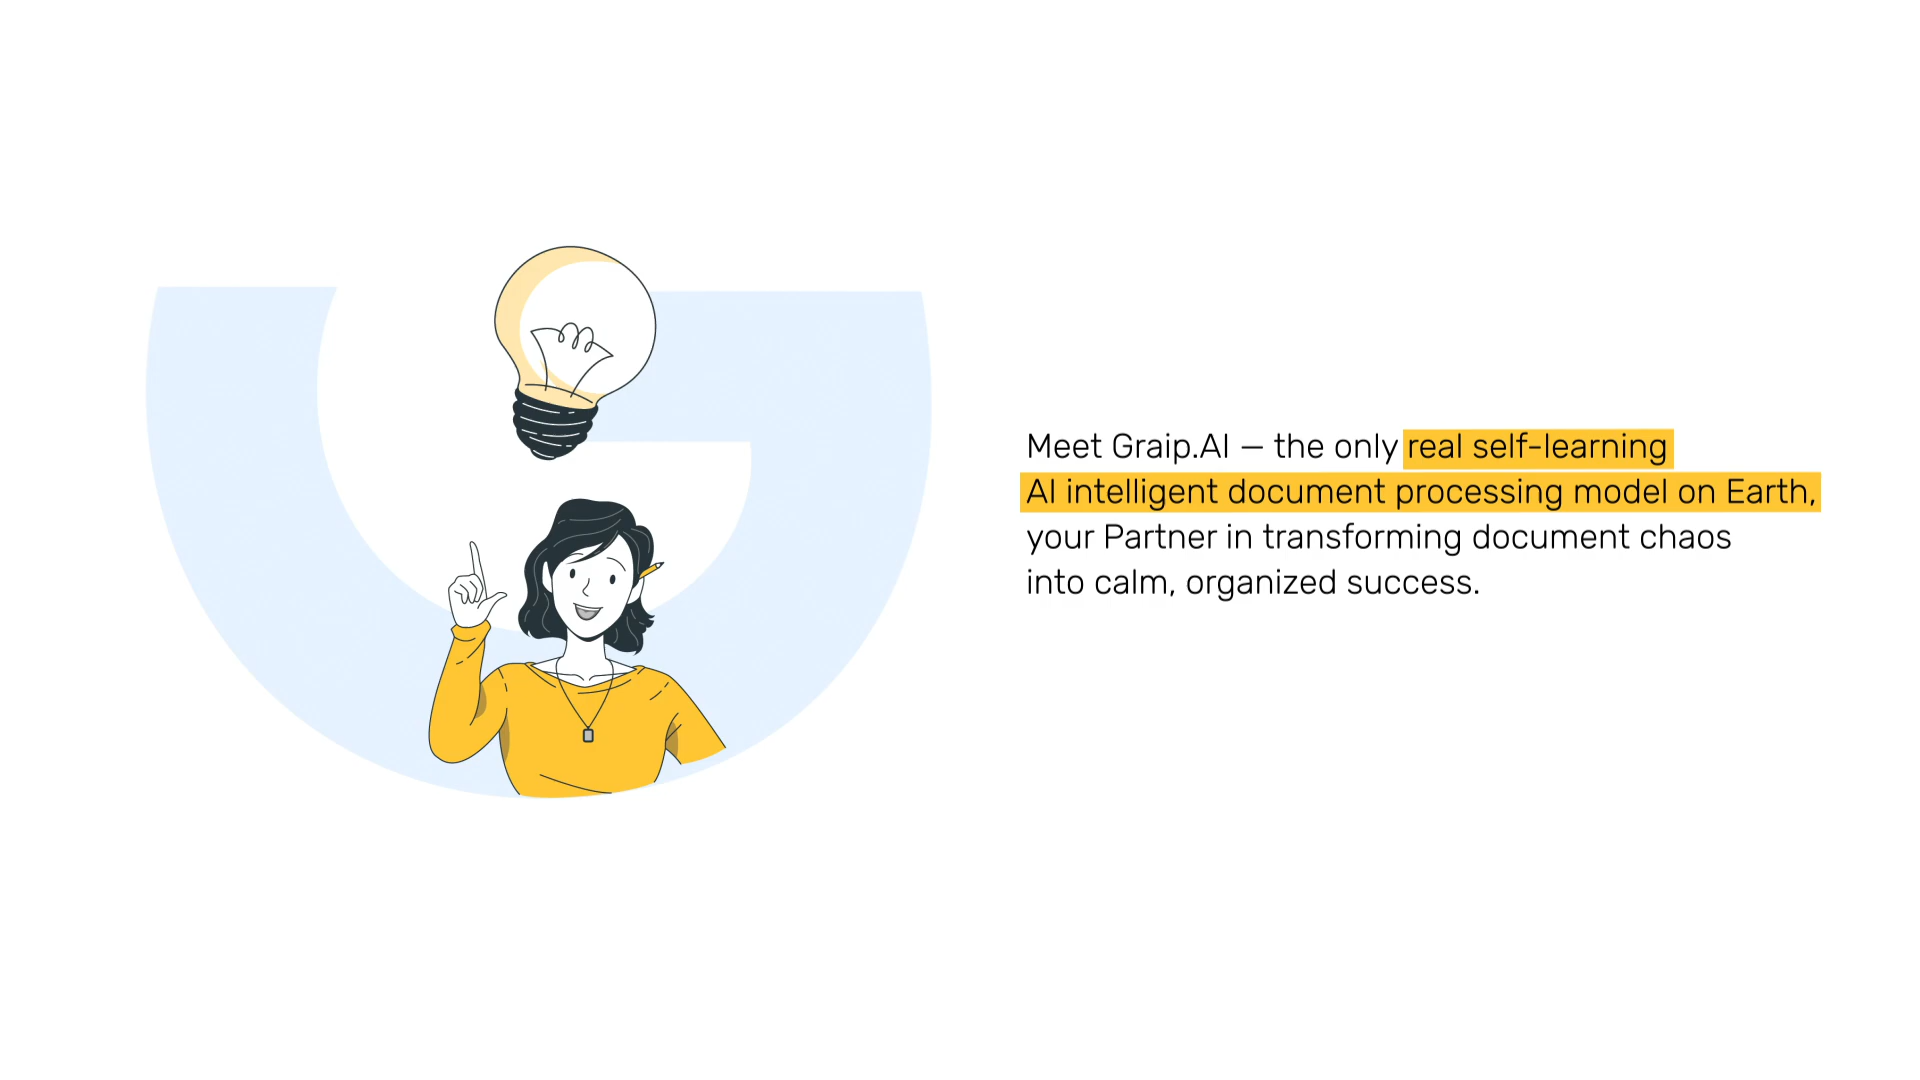 Meet Graip.AI — the only real self-learning
AI intelligent document processing model on Earth,
your Partner in transforming document chaos
into calm, organized success.